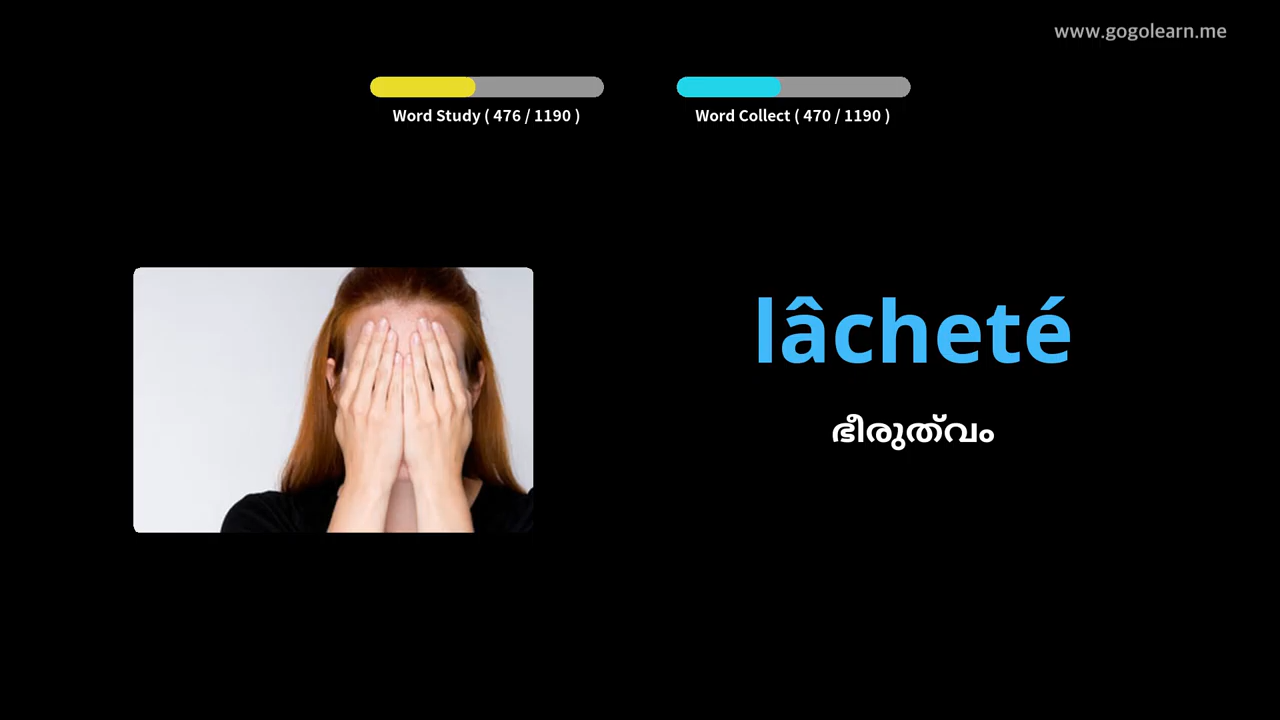 www.gogolearn.me
Word Study ( 476 / 1190 )
Word Collect ( 470 / 1190 )
lâcheté
ഭീരുത്വം